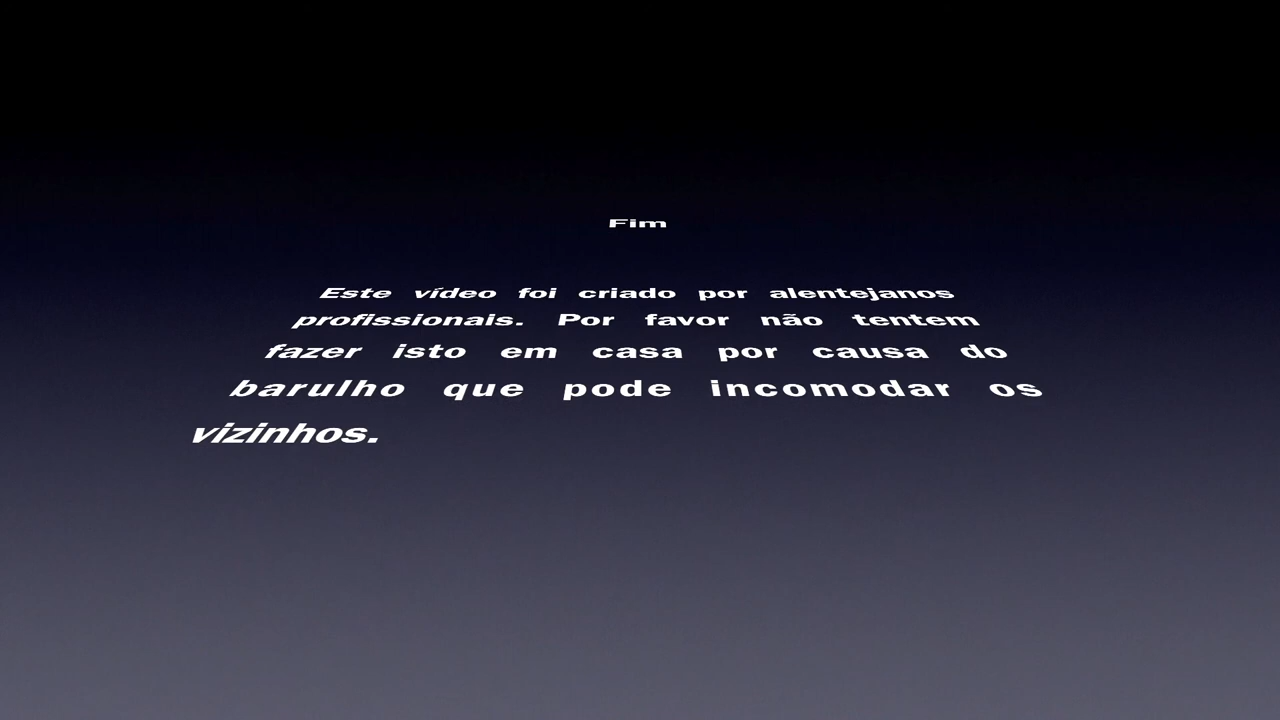 Fim
Este vídeo foi criado por alentejanos
profissionais. Por favor não tentem
fazer isto em casa por causa do
barulho que pode incomodar os
vizinhos.